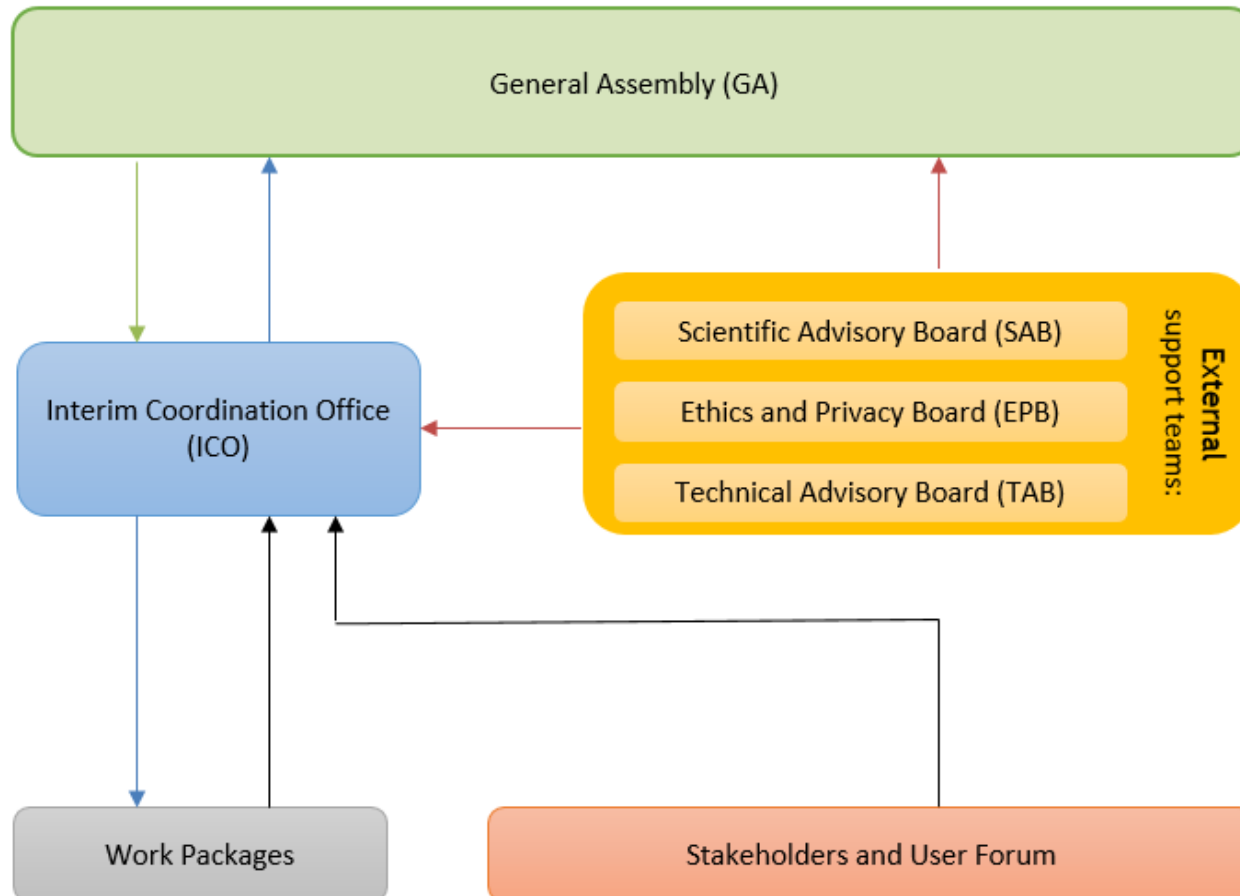 General Assembly (GA)
Scientific Advisory Board (SAB)
Ethics and Privacy Board (EPB)
Technical Advisory Board (TAB)
External
support teams:
Interim Coordination Office
(ICO)
Work Packages
Stakeholders and User Forum